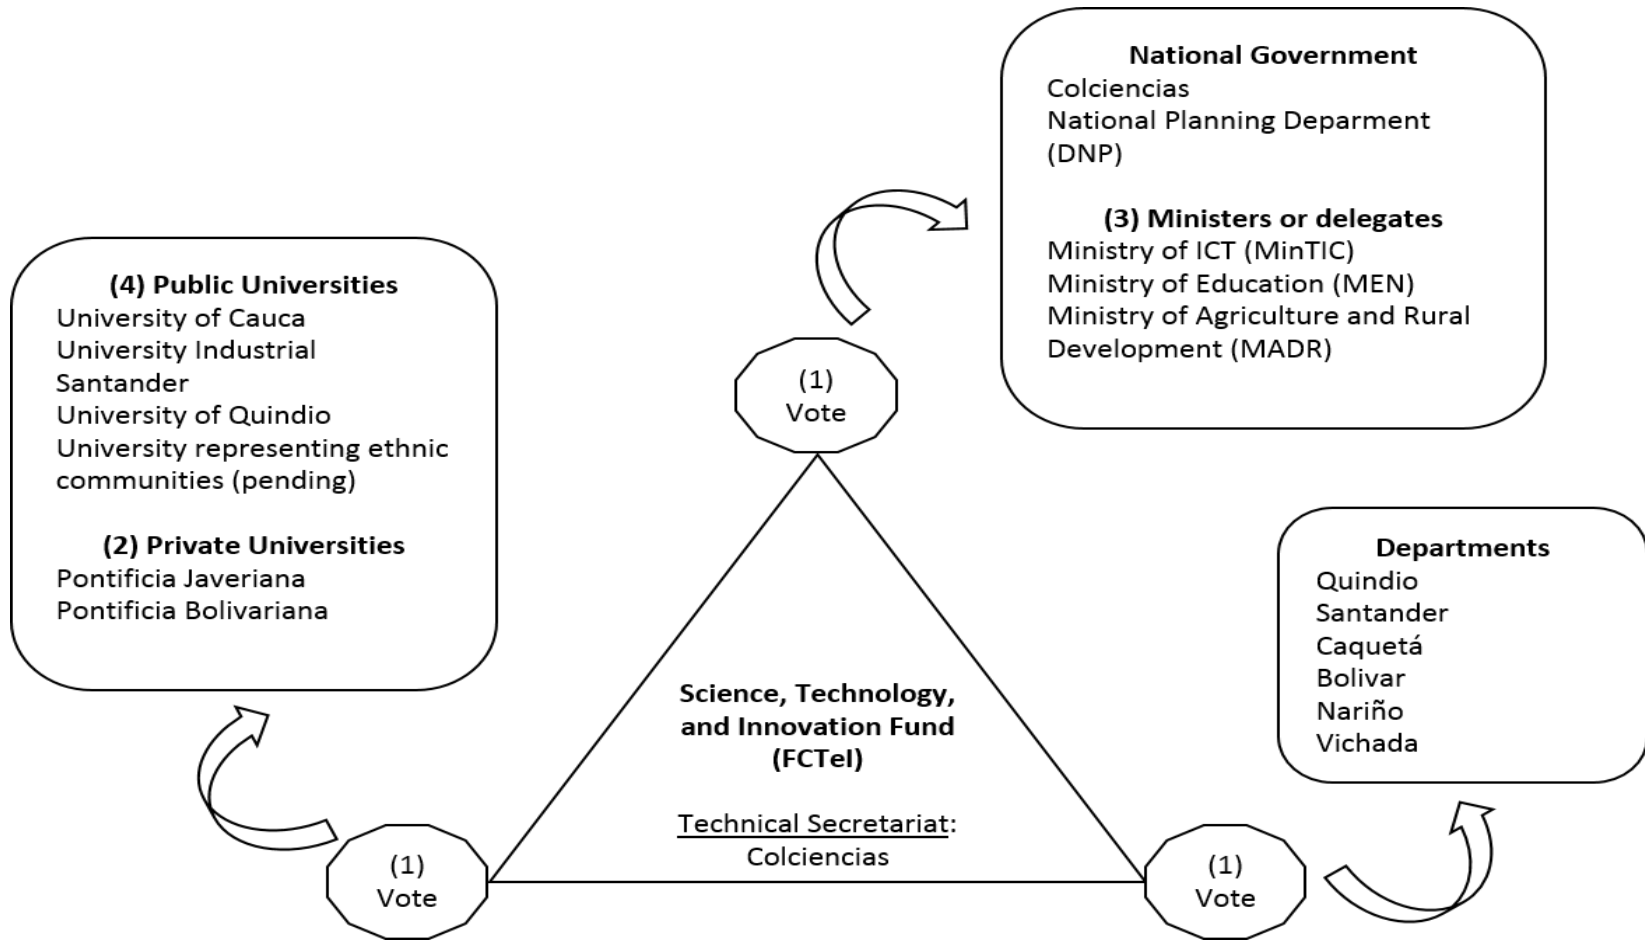 National Government
Colciencias
National Planning Deparment
(DNP)
(3) Ministers or delegates
Ministry of ICT (MinTIC)
Ministry of Education (MEN)
Ministry of Agriculture and Rural
Development (MADR)
(4) Public Universities
University of Cauca
University Industrial
Santander
University of Quindio
University representing ethnic
communities (pending)
(2) Private Universities
Pontificia Javeriana
Pontificia Bolivariana
(1)
Vote
Departments
Quindio
Santander
Caquetá
Bolivar
Nariño
Vichada
Science, Technology,
and Innovation Fund
(FCTeI)
Technical Secretariat:
Colciencias
(1)
Vote
(1)
Vote